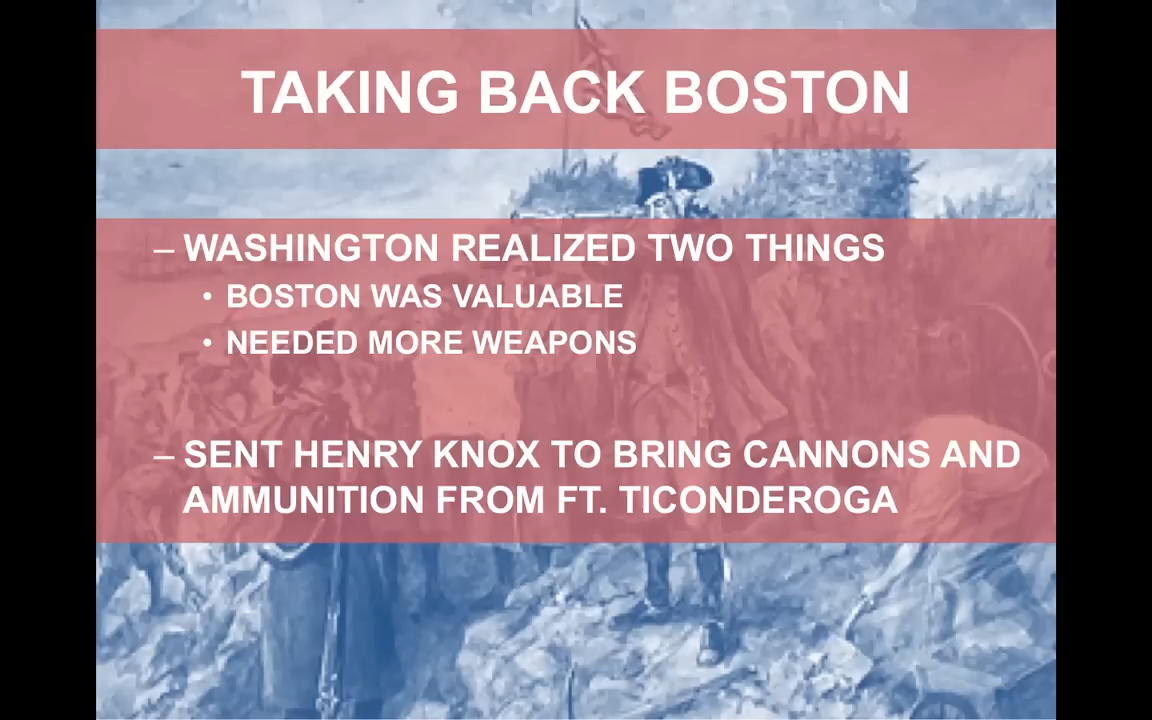 TAKING BACK BOSTON
– WASHINGTON REALIZED TWO THINGS
• BOSTON WAS VALUABLE
• NEEDED MORE WEAPONS
– SENT HENRY KNOX TO BRING CANNONS AND
AMMUNITION FROM FT. TICONDEROGA